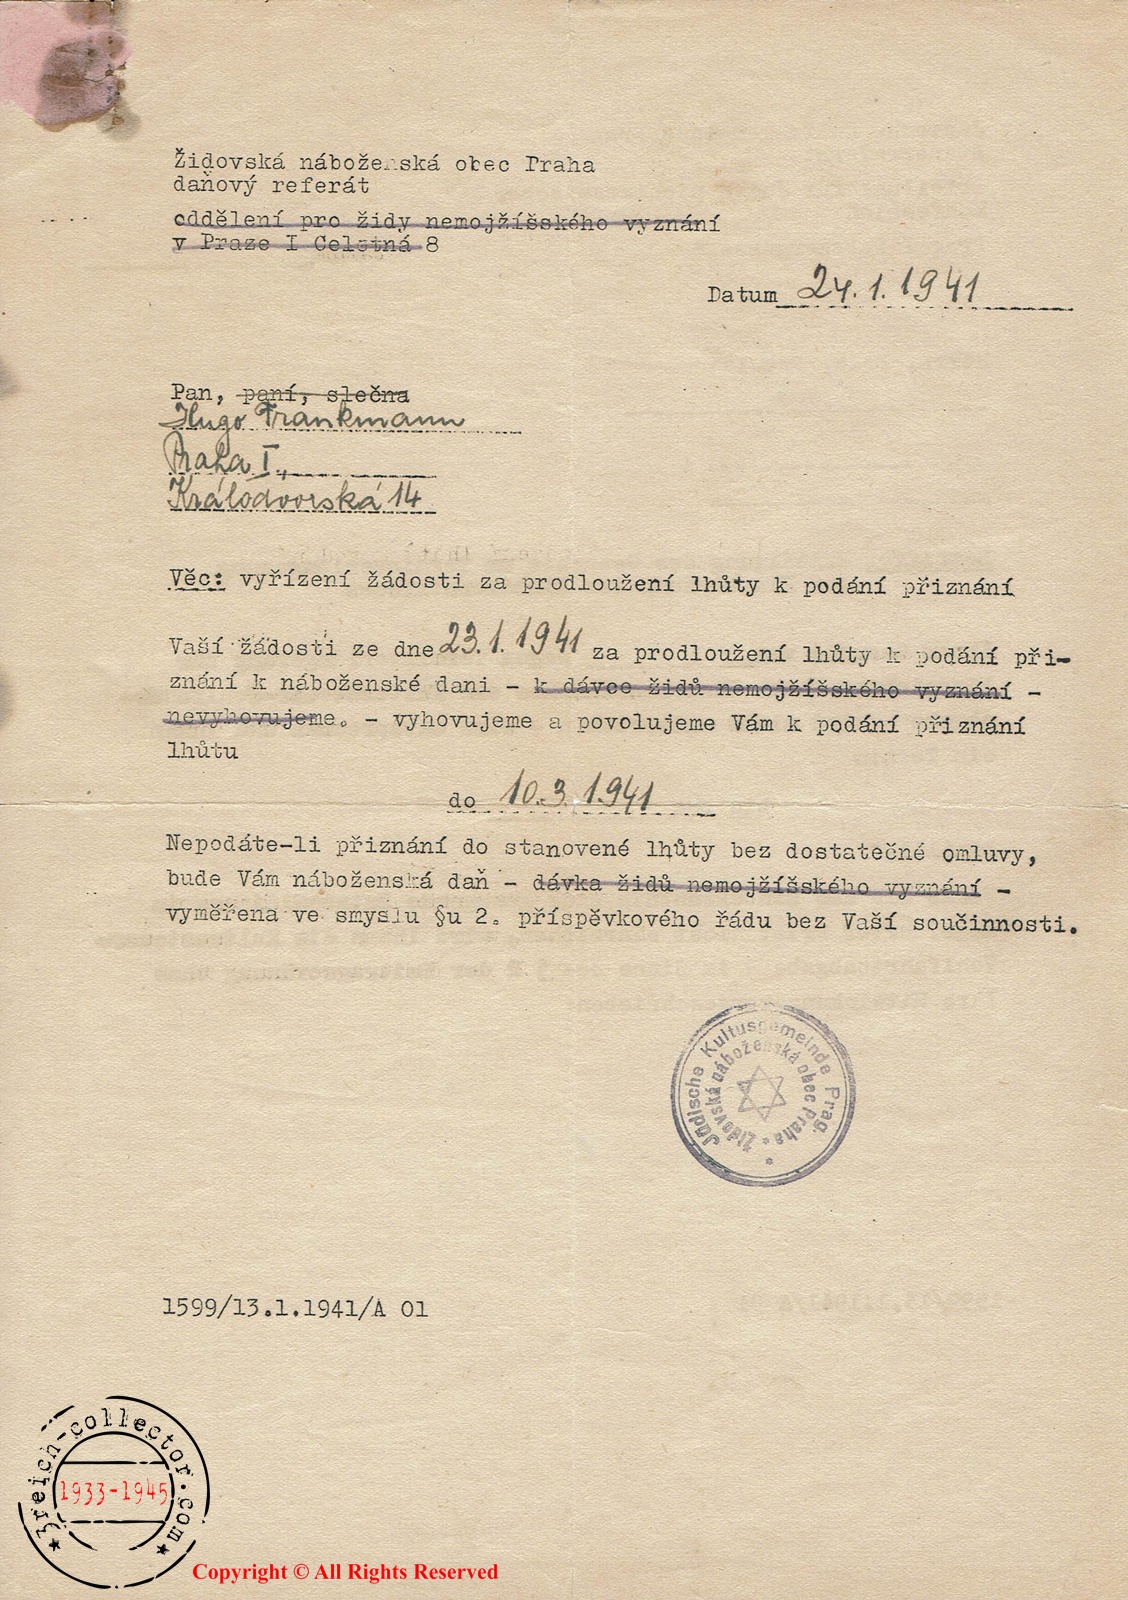 Židovská náboženská obec Praha
daňový referát
oddělení pro židy nemojžíšského vyznání
v Praze I Celetná 8
Datum 24.1.1941
Pan, paní, slečna
Hugo Frankmann
Praha I.,
Králodvorská 14
Věc: vyřízení žádosti za prodloužení lhůty k podání přiznání
Vaší žádosti ze dne 23.1.1941 za prodloužení lhůty k podání při-
znání k náboženské dani - k dávce židů nemojžíšského vyznání -
nevyhovujeme. - vyhovujeme a povolujeme Vám k podání přiznání
lhůtu
do 10.3.1941
Nepodáte-li přiznání do stanovené lhůty bez dostatečné omluvy,
bude Vám náboženská daň - dávka židů nemojžíšského vyznání -
vyměřena ve smyslu §u 2. příspěvkového řádu bez Vaší součinnosti.
Jüdische Kultusgemeinde Prag.
Židovská náboženská obec Praha
1599/13.1.1941/A 01
3reich-collector.com
1933-1945
Copyright © All Rights Reserved